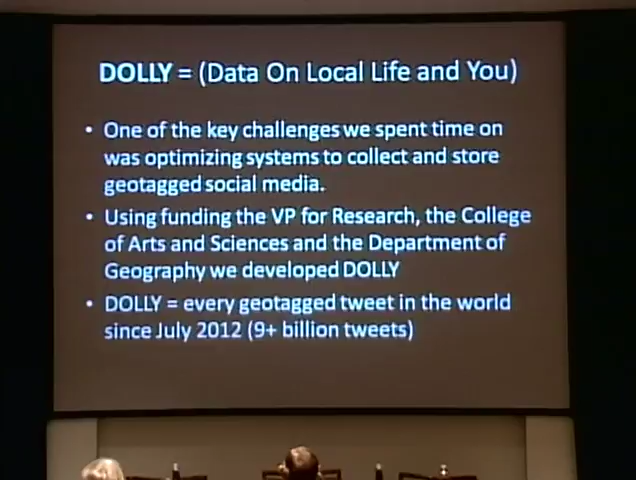 DOLLY = (Data On Local Life and You)
• One of the key challenges we spent time on
was optimizing systems to collect and store
geotagged social media.
• Using funding the VP for Research, the College
of Arts and Sciences and the Department of
Geography we developed DOLLY
• DOLLY = every geotagged tweet in the world
since July 2012 (9+ billion tweets)